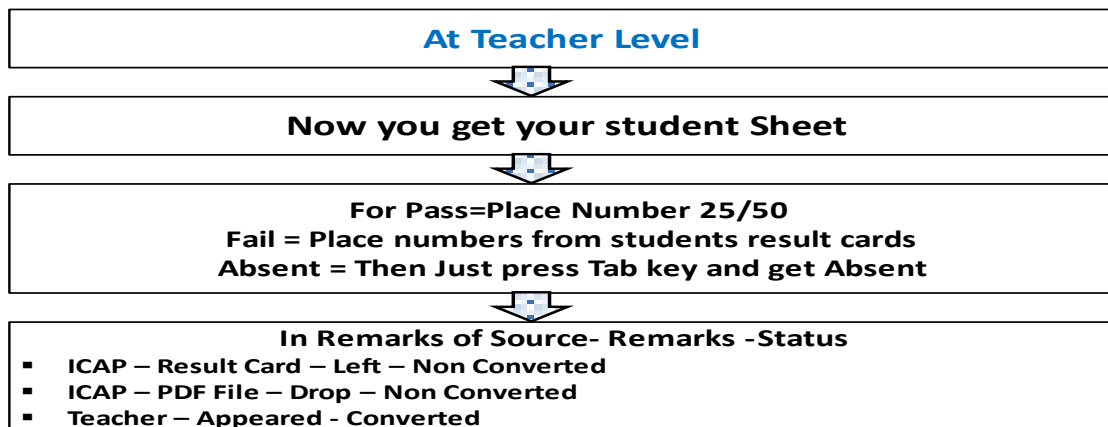 At Teacher Level
Now you get your student Sheet
For Pass=Place Number 25/50
Fail = Place numbers from students result cards
Absent = Then Just press Tab key and get Absent
In Remarks of Source- Remarks -Status
▪ ICAP – Result Card – Left – Non Converted
▪ ICAP – PDF File – Drop – Non Converted
▪ Teacher – Appeared - Converted